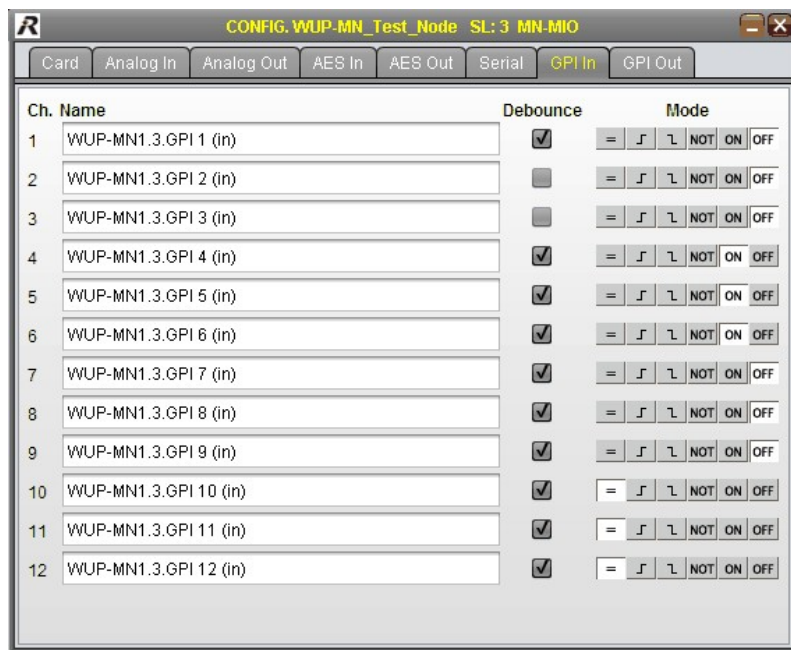 R CONFIG. WUP-MN_Test_Node SL: 3 MN-MIO
Card Analog In Analog Out AES In AES Out Serial GPI In GPI Out
Ch. Name Debounce Mode
1 WUP-MN1.3.GPI 1 (in) = NOT ON OFF
2 WUP-MN1.3.GPI 2 (in) = NOT ON OFF
3 WUP-MN1.3.GPI 3 (in) = NOT ON OFF
4 WUP-MN1.3.GPI 4 (in) = NOT ON OFF
5 WUP-MN1.3.GPI 5 (in) = NOT ON OFF
6 WUP-MN1.3.GPI 6 (in) = NOT ON OFF
7 WUP-MN1.3.GPI 7 (in) = NOT ON OFF
8 WUP-MN1.3.GPI 8 (in) = NOT ON OFF
9 WUP-MN1.3.GPI 9 (in) = NOT ON OFF
10 WUP-MN1.3.GPI 10 (in) = NOT ON OFF
11 WUP-MN1.3.GPI 11 (in) = NOT ON OFF
12 WUP-MN1.3.GPI 12 (in) = NOT ON OFF